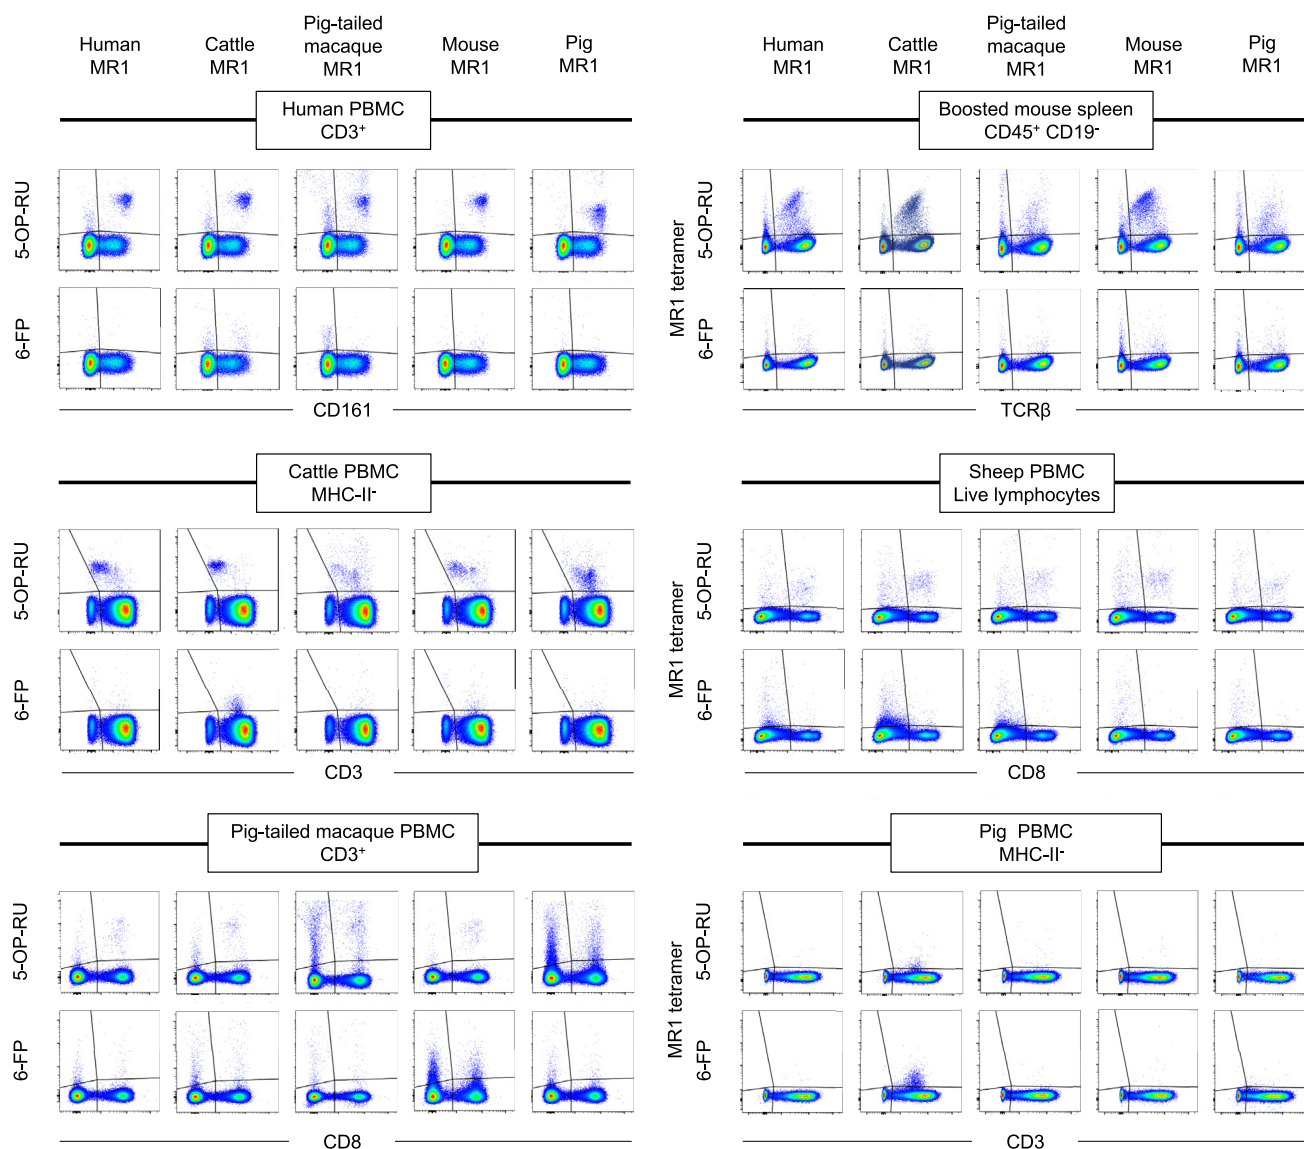 Human MR1
Cattle MR1
Pig-tailed macaque MR1
Mouse MR1
Pig MR1
Human MR1
Cattle MR1
Pig-tailed macaque MR1
Mouse MR1
Pig MR1
Human PBMC
CD3⁺
5-OP-RU
6-FP
CD161
Boosted mouse spleen
CD45⁺ CD19⁻
MR1 tetramer
5-OP-RU
6-FP
TCRβ
Cattle PBMC
MHC-II⁻
5-OP-RU
6-FP
CD3
Sheep PBMC
Live lymphocytes
MR1 tetramer
5-OP-RU
6-FP
CD8
Pig-tailed macaque PBMC
CD3⁺
5-OP-RU
6-FP
CD8
Pig PBMC
MHC-II⁻
MR1 tetramer
5-OP-RU
6-FP
CD3